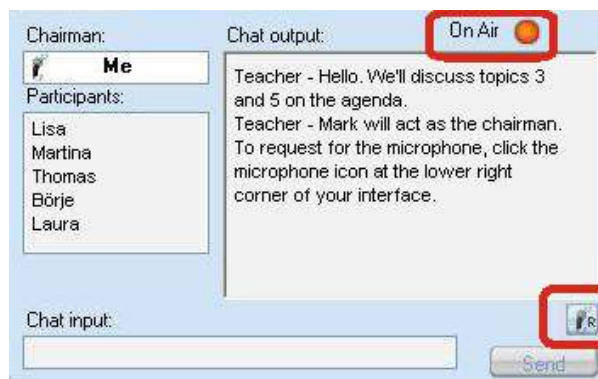 Chairman:
Me
Participants:
Lisa
Martina
Thomas
Börje
Laura
Chat output:
On Air
Teacher - Hello. We'll discuss topics 3
and 5 on the agenda.
Teacher - Mark will act as the chairman.
To request for the microphone, click the
microphone icon at the lower right
corner of your interface.
R
Chat input:
Send